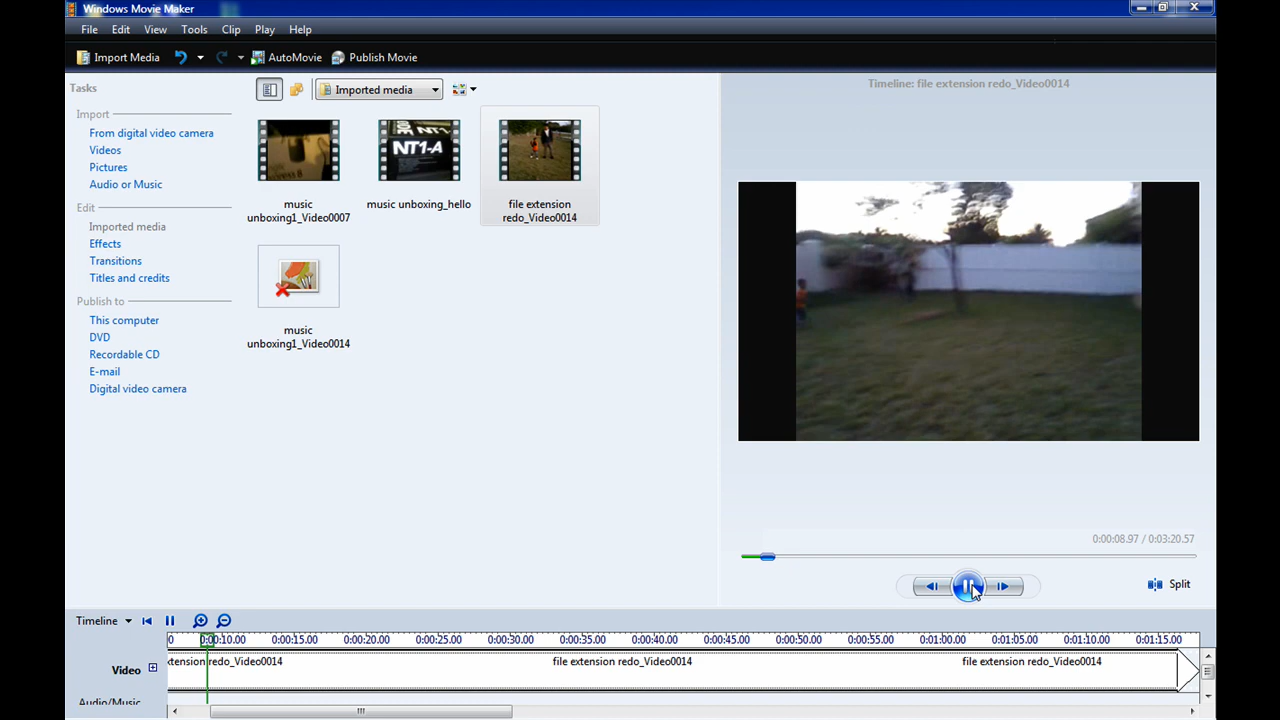 Windows Movie Maker
File Edit View Tools Clip Play Help
Import Media AutoMovie Publish Movie
Tasks
Import
From digital video camera
Videos
Pictures
Audio or Music
Edit
Imported media
Effects
Transitions
Titles and credits
Publish to
This computer
DVD
Recordable CD
E-mail
Digital video camera
Imported media
NT1-A
music
unboxing1_Video0007
music unboxing_hello
file extension
redo_Video0014
music
unboxing1_Video0014
Timeline: file extension redo_Video0014
0:00:08.97 / 0:03:20.57
Split
Timeline
0 0:00:10.00 0:00:15.00 0:00:20.00 0:00:25.00 0:00:30.00 0:00:35.00 0:00:40.00 0:00:45.00 0:00:50.00 0:00:55.00 0:01:00.00 0:01:05.00 0:01:10.00 0:01:15.00
Video xtension redo_Video0014 file extension redo_Video0014 file extension redo_Video0014
Audio/Music